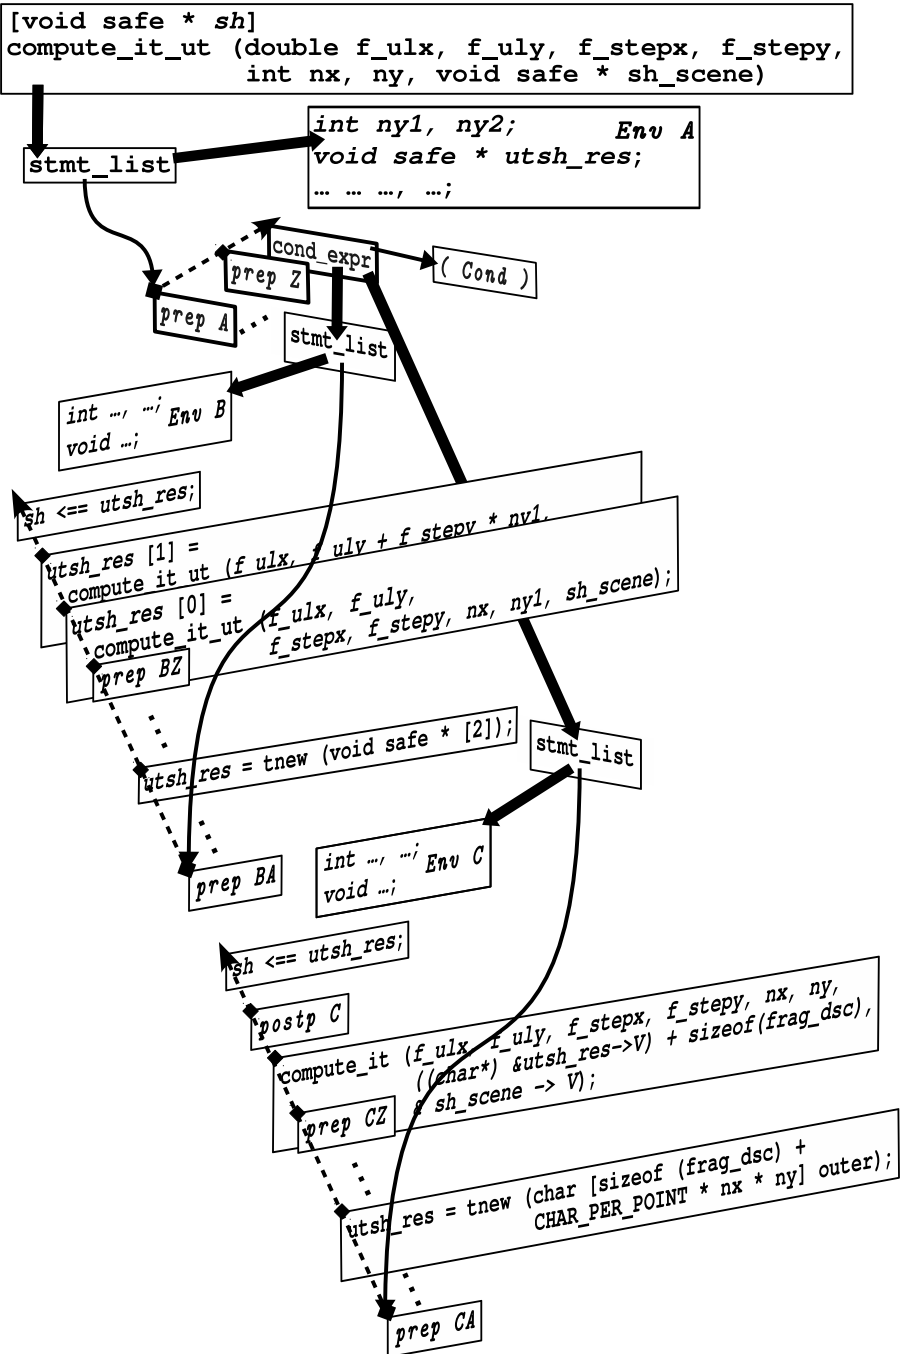 [void safe * sh]
compute_it_ut (double f_ulx, f_uly, f_stepx, f_stepy,
int nx, ny, void safe * sh_scene)
stmt_list
int ny1, ny2; Env A
void safe * utsh_res;
… … …, …;
cond_expr
( Cond )
prep Z
prep A
stmt_list
int …, …; Env B
void …;
sh <== utsh_res;
utsh_res [1] =
compute_it_ut (f_ulx, f_uly + f_stepy * ny1,
utsh_res [0] =
compute_it_ut (f_ulx, f_uly,
f_stepx, f_stepy, nx, ny1, sh_scene);
prep BZ
utsh_res = tnew (void safe * [2]);
stmt_list
prep BA
int …, …; Env C
void …;
sh <== utsh_res;
postp C
compute_it (f_ulx, f_uly, f_stepx, f_stepy, nx, ny,
((char*) &utsh_res->V) + sizeof(frag_dsc),
& sh_scene -> V);
prep CZ
utsh_res = tnew (char [sizeof (frag_dsc) +
CHAR_PER_POINT * nx * ny] outer);
prep CA